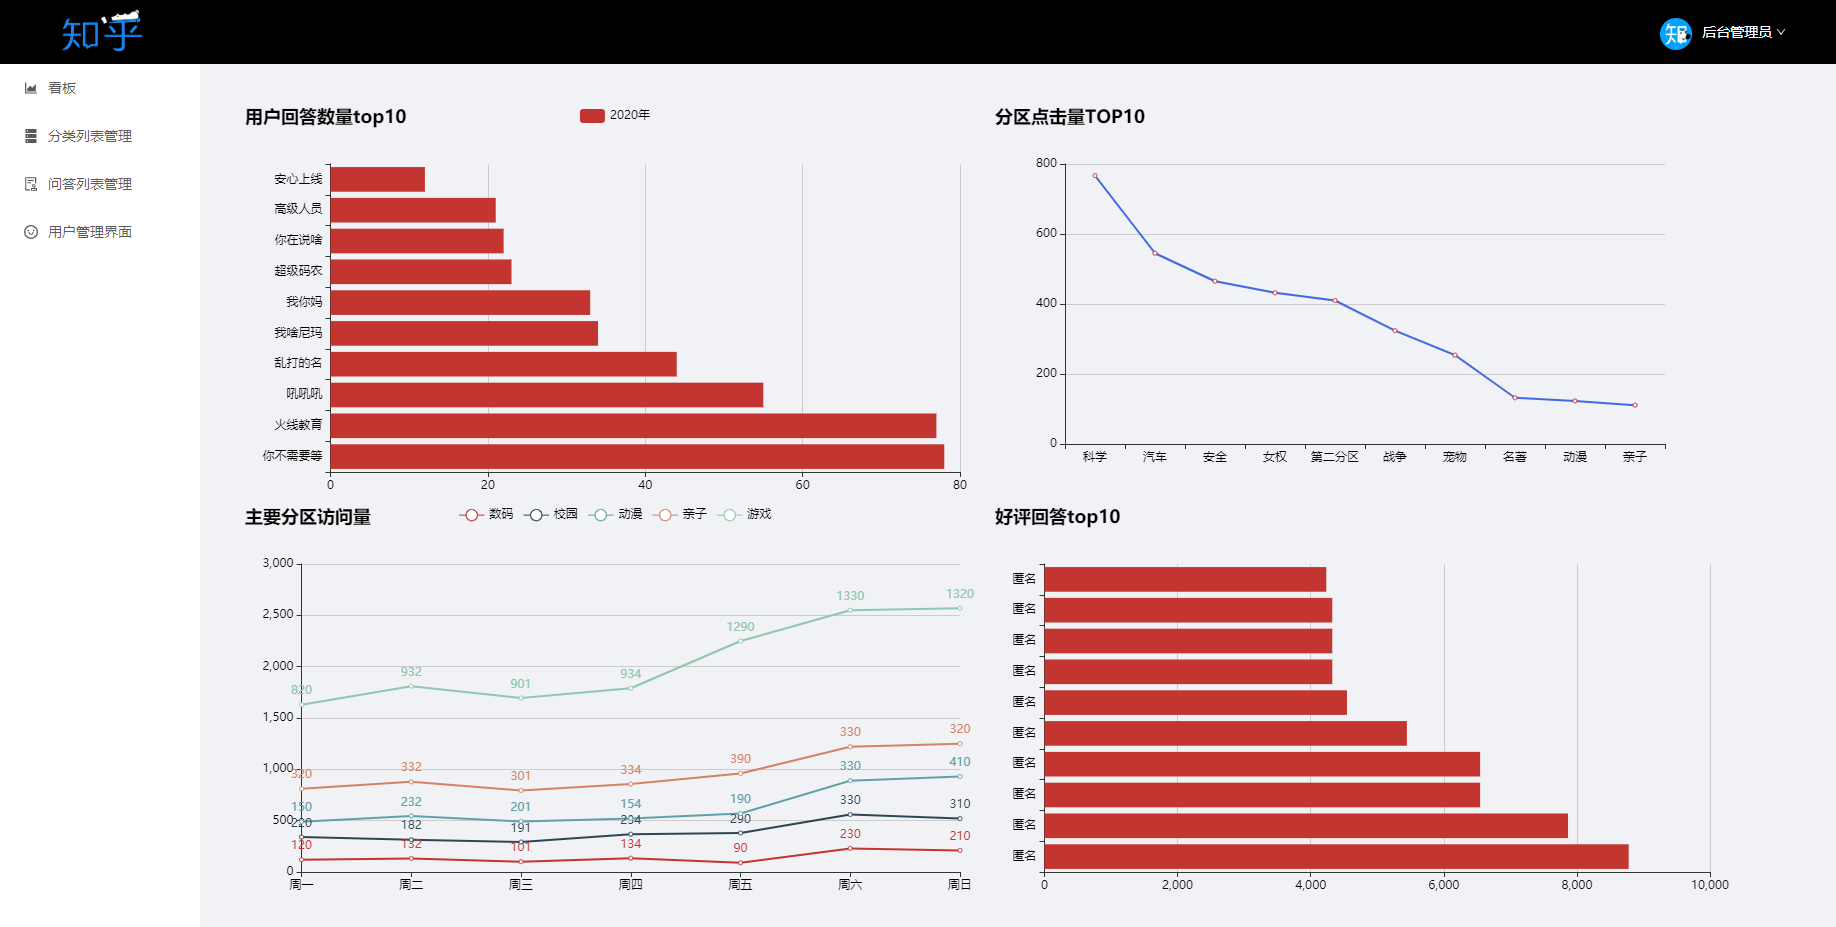 知乎
后台管理员
看板
分类列表管理
问答列表管理
用户管理界面
用户回答数量top10
2020年
安心上线
高级人员
你在说啥
超级码农
我你妈
我啥尼玛
乱打的名
吼吼吼
火线教育
你不需要等
0 20 40 60 80
分区点击量TOP10
800
600
400
200
0
科学 汽车 安全 女权 第二分区 战争 宠物 名著 动漫 亲子
主要分区访问量
数码 校园 动漫 亲子 游戏
3,000
2,500
2,000
1,500
1,000
500
0
820 932 901 934 1290 1330 1320
320 332 301 334 390 330 320
150 232 201 154 190 330 410
220 182 191 234 290 330 310
120 132 101 134 90 230 210
周一 周二 周三 周四 周五 周六 周日
好评回答top10
匿名
匿名
匿名
匿名
匿名
匿名
匿名
匿名
匿名
匿名
0 2,000 4,000 6,000 8,000 10,000